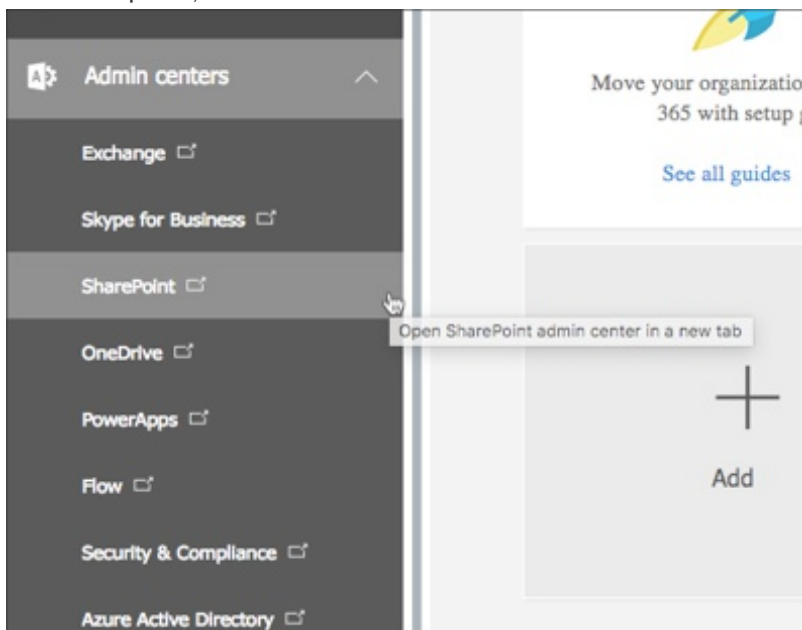 Admin centers
Exchange
Skype for Business
SharePoint
OneDrive
PowerApps
Flow
Security & Compliance
Azure Active Directory
Move your organizatio
365 with setup
See all guides
Open SharePoint admin center in a new tab
Add